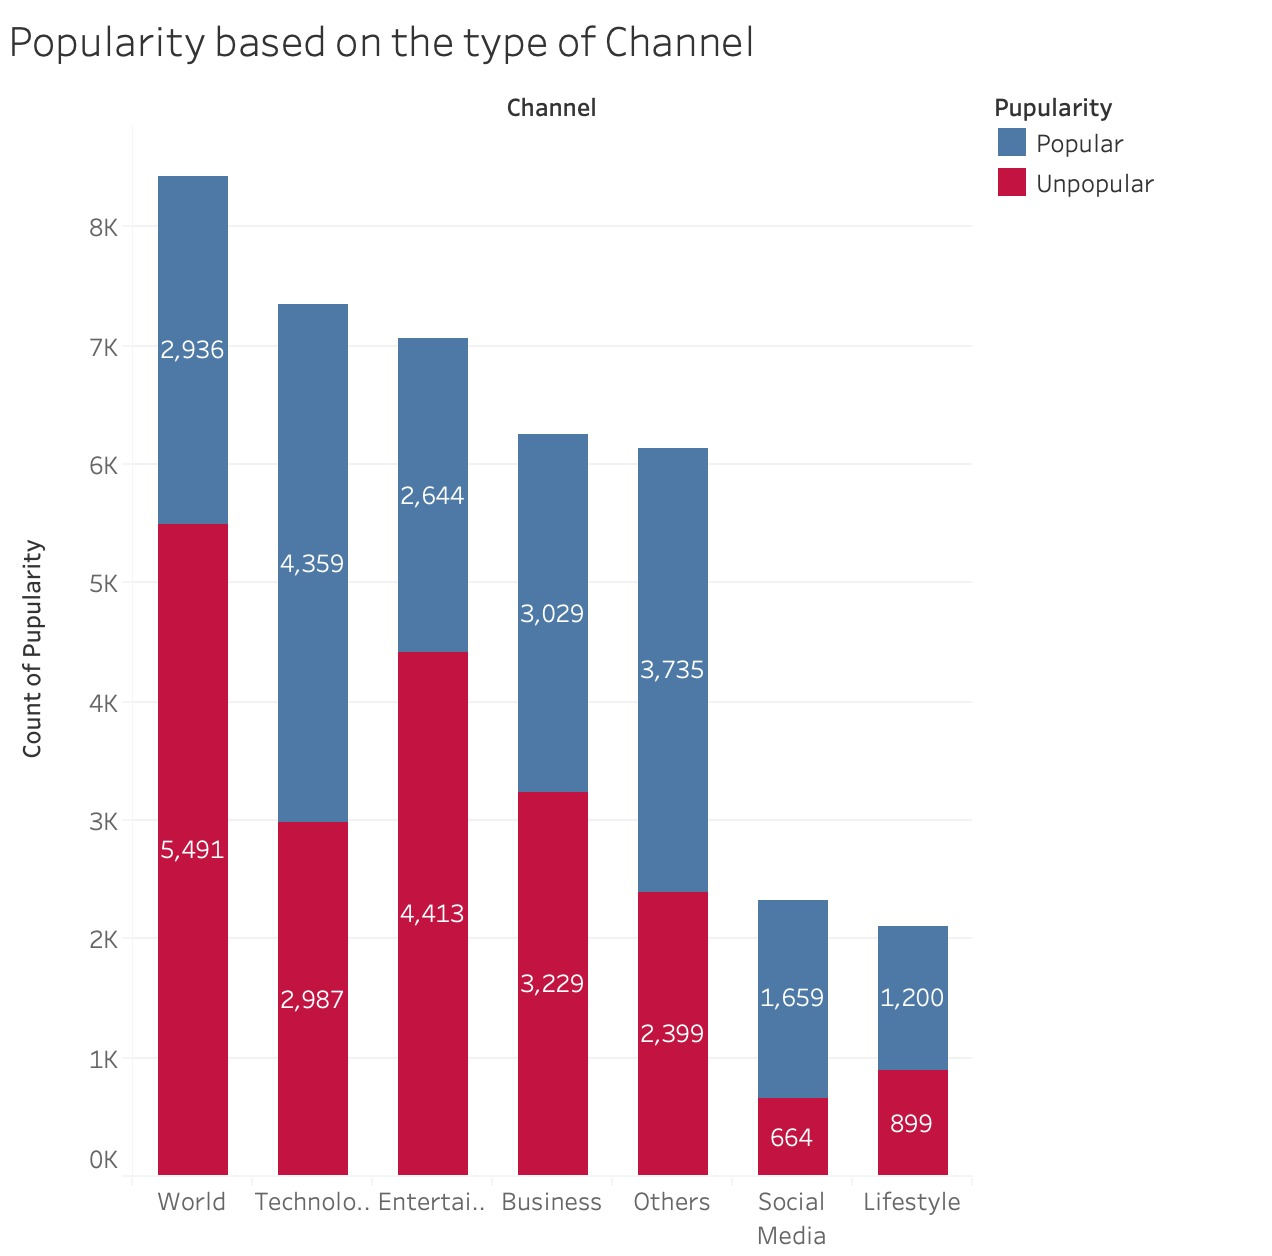 Popularity based on the type of Channel
Channel
Pupularity
Popular
Unpopular
Count of Pupularity
8K
7K
6K
5K
4K
3K
2K
1K
0K
2,936
5,491
4,359
2,987
2,644
4,413
3,029
3,229
3,735
2,399
1,659
664
1,200
899
World
Technolo..
Entertai..
Business
Others
Social
Media
Lifestyle